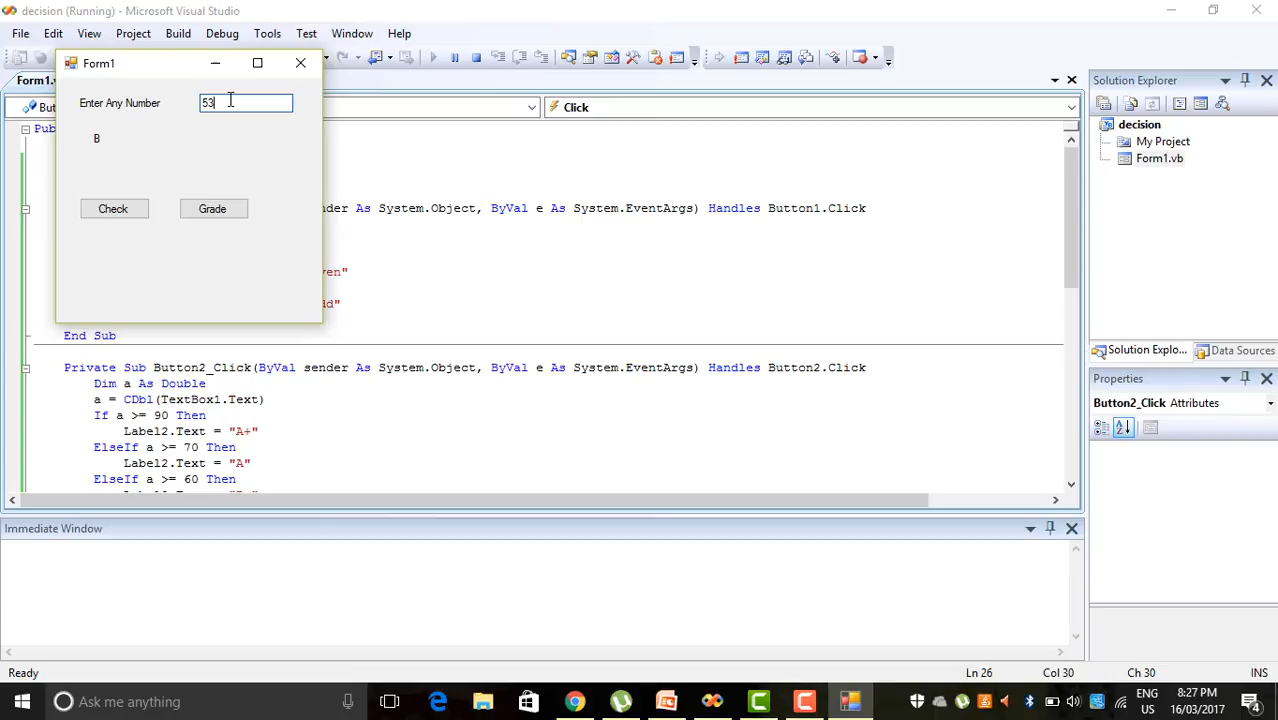 decision (Running) - Microsoft Visual Studio
File Edit View Project Build Debug Tools Test Window Help
Form1
Enter Any Number 53
B
Check Grade
Click
End Sub
Private Sub Button2_Click(ByVal sender As System.Object, ByVal e As System.EventArgs) Handles Button2.Click
Dim a As Double
a = CDbl(TextBox1.Text)
If a >= 90 Then
Label2.Text = "A+"
ElseIf a >= 70 Then
Label2.Text = "A"
ElseIf a >= 60 Then
As System.Object, ByVal e As System.EventArgs) Handles Button1.Click
Immediate Window
Solution Explorer
decision
My Project
Form1.vb
Solution Explo... Data Sources
Properties
Button2_Click Attributes
Ready Ln 26 Col 30 Ch 30 INS
Ask me anything
ENG US
8:27 PM
16/03/2017
4